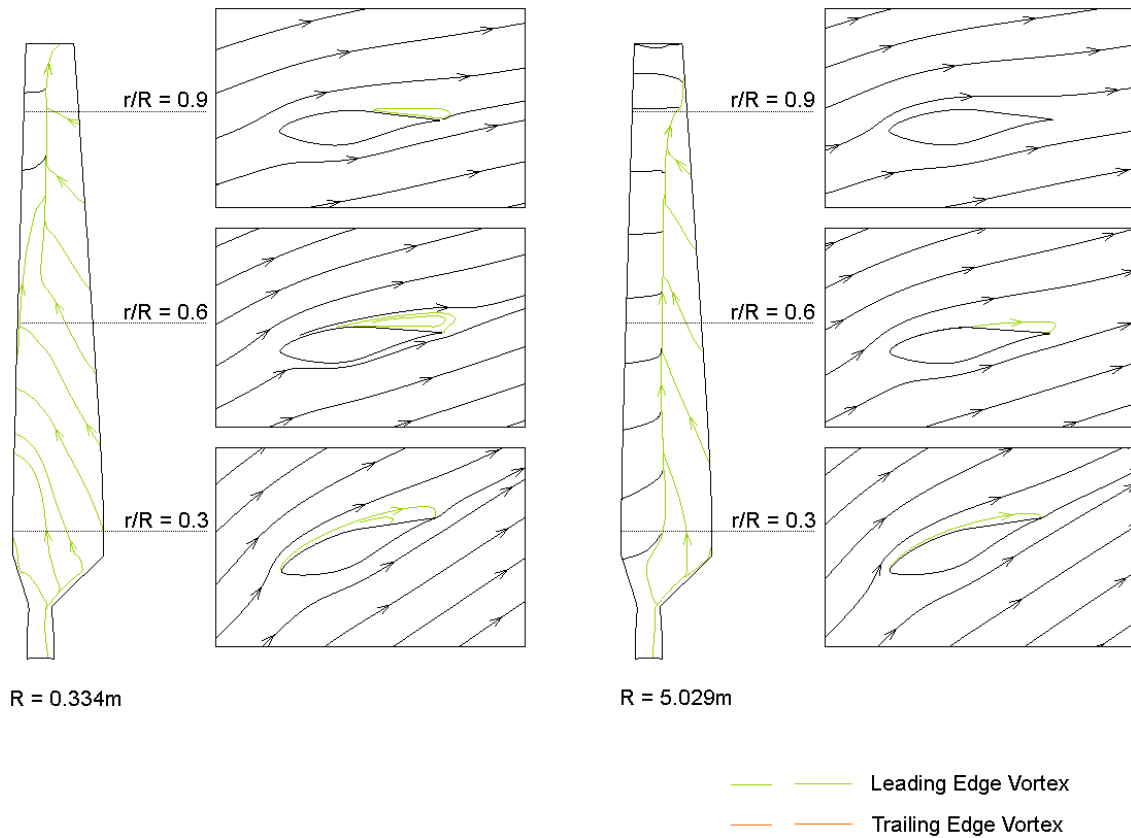 r/R = 0.9
r/R = 0.6
r/R = 0.3
R = 0.334m
r/R = 0.9
r/R = 0.6
r/R = 0.3
R = 5.029m
Leading Edge Vortex
Trailing Edge Vortex